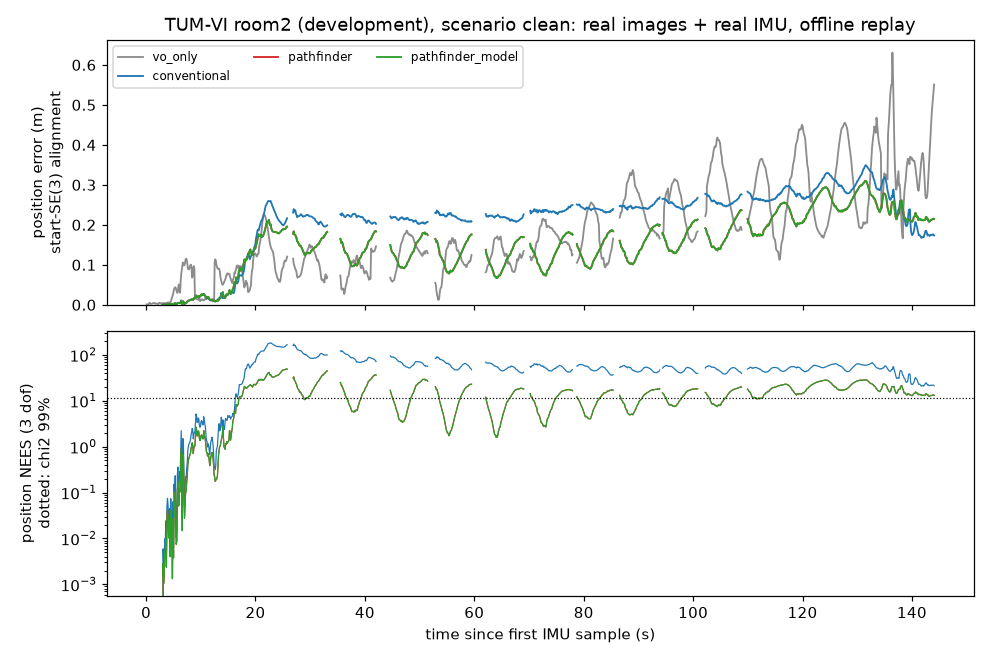 TUM-VI room2 (development), scenario clean: real images + real IMU, offline replay
vo_only
conventional
pathfinder
pathfinder_model
position error (m)
start-SE(3) alignment
0.6
0.5
0.4
0.3
0.2
0.1
0.0
position NEES (3 dof)
dotted: chi2 99%
10²
10¹
10⁰
10⁻¹
10⁻²
10⁻³
0
20
40
60
80
100
120
140
time since first IMU sample (s)